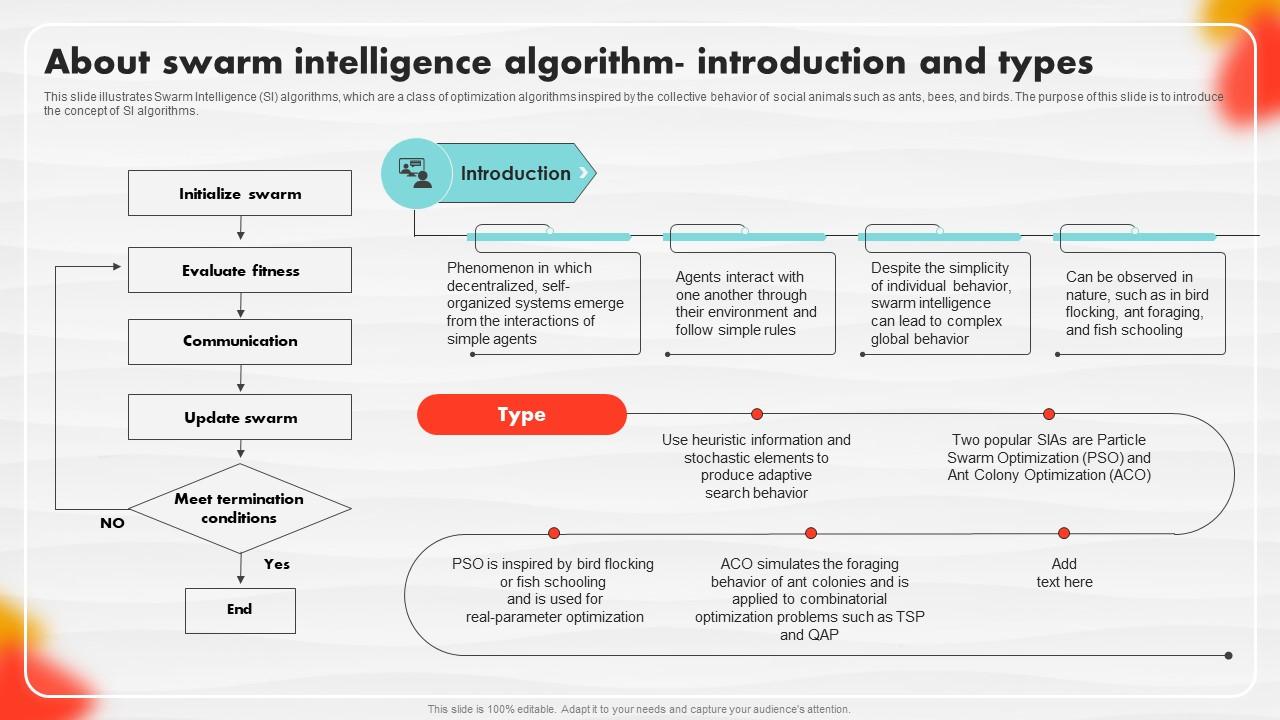 About swarm intelligence algorithm- introduction and types
This slide illustrates Swarm Intelligence (SI) algorithms, which are a class of optimization algorithms inspired by the collective behavior of social animals such as ants, bees, and birds. The purpose of this slide is to introduce
the concept of SI algorithms.
Initialize swarm
Evaluate fitness
Communication
Update swarm
Meet termination
conditions
NO
Yes
End
Introduction
Phenomenon in which
decentralized, self-
organized systems emerge
from the interactions of
simple agents
Agents interact with
one another through
their environment and
follow simple rules
Despite the simplicity
of individual behavior,
swarm intelligence
can lead to complex
global behavior
Can be observed in
nature, such as in bird
flocking, ant foraging,
and fish schooling
Type
Use heuristic information and
stochastic elements to
produce adaptive
search behavior
Two popular SIAs are Particle
Swarm Optimization (PSO) and
Ant Colony Optimization (ACO)
PSO is inspired by bird flocking
or fish schooling
and is used for
real-parameter optimization
ACO simulates the foraging
behavior of ant colonies and is
applied to combinatorial
optimization problems such as TSP
and QAP
Add
text here
This slide is 100% editable. Adapt it to your needs and capture your audience's attention.